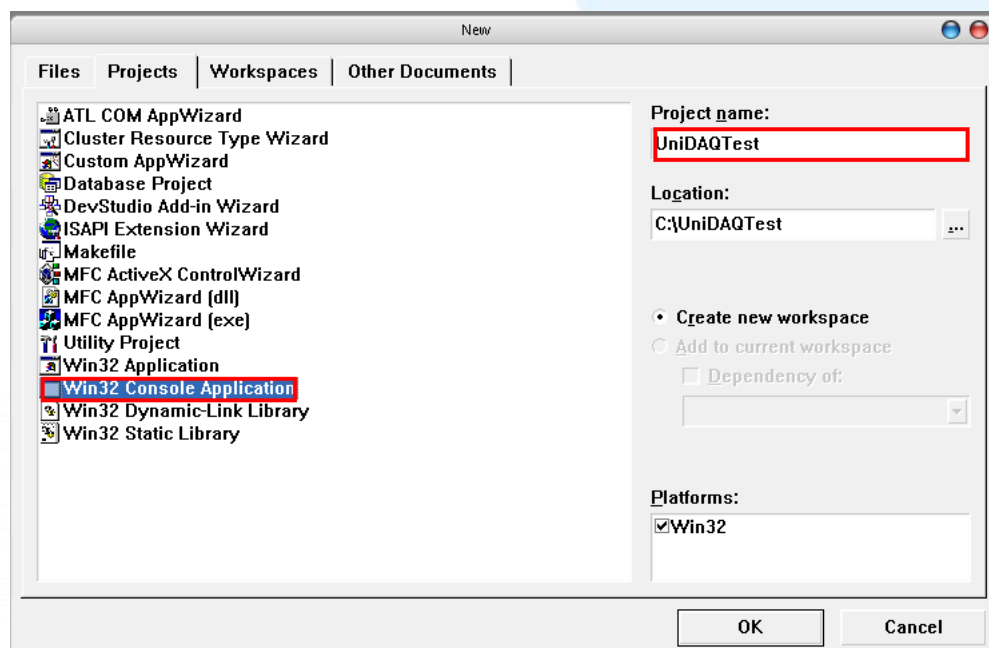 New
Files Projects Workspaces Other Documents
ATL COM AppWizard
Cluster Resource Type Wizard
Custom AppWizard
Database Project
DevStudio Add-in Wizard
ISAPI Extension Wizard
Makefile
MFC ActiveX ControlWizard
MFC AppWizard (dll)
MFC AppWizard (exe)
Utility Project
Win32 Application
Win32 Console Application
Win32 Dynamic-Link Library
Win32 Static Library
Project name:
UniDAQTest
Location:
C:\UniDAQTest
...
Create new workspace
Add to current workspace
Dependency of:
Platforms:
Win32
OK Cancel